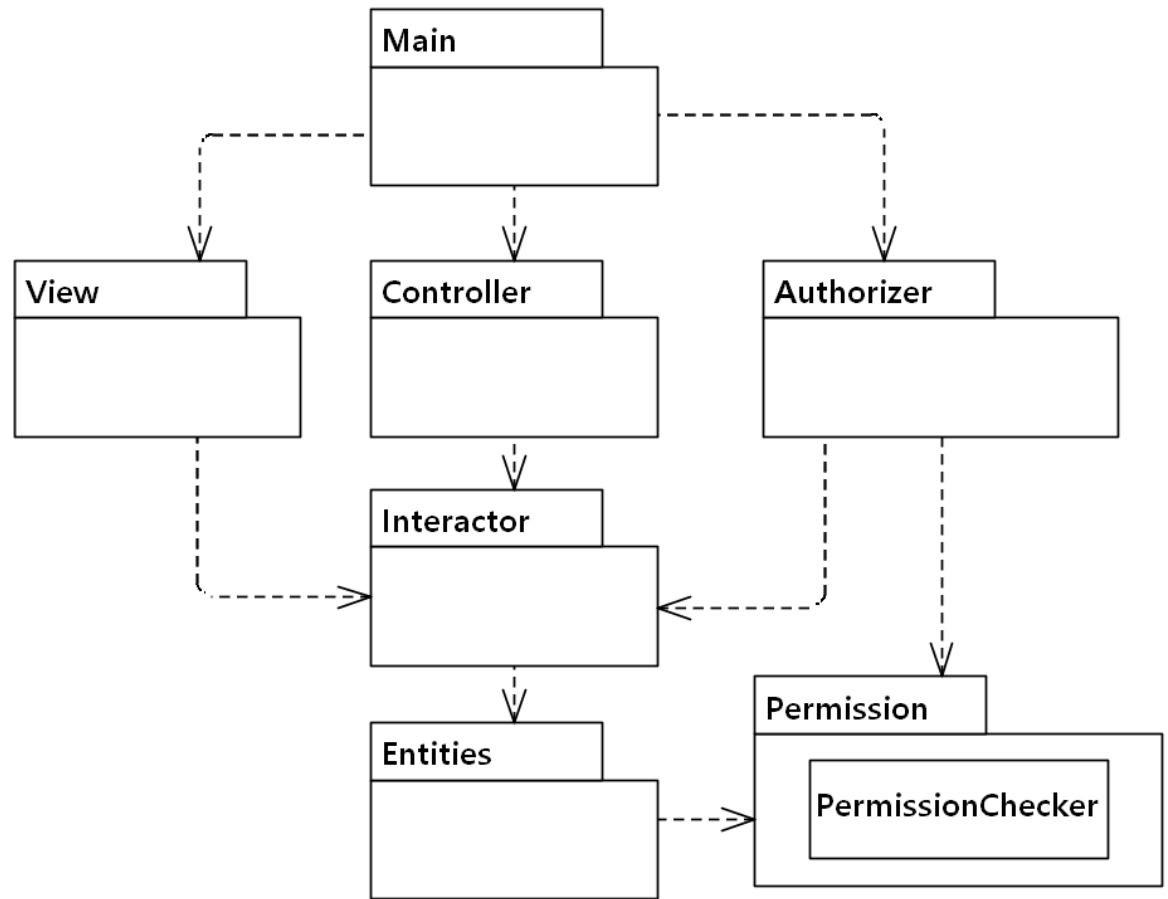 Main
View
Controller
Authorizer
Interactor
Permission
Entities
PermissionChecker